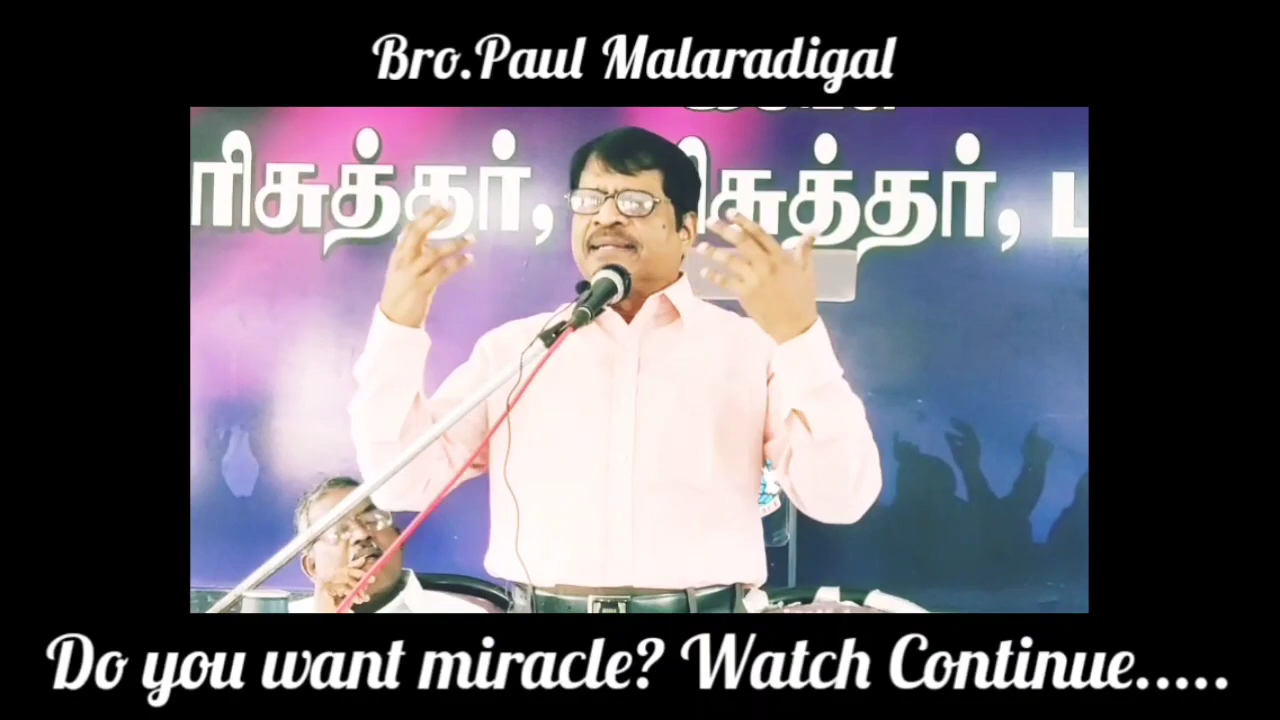 Bro.Paul Malaradigal
ரிசுத்தர், ிசுத்தர், ப
Do you want miracle? Watch Continue.....